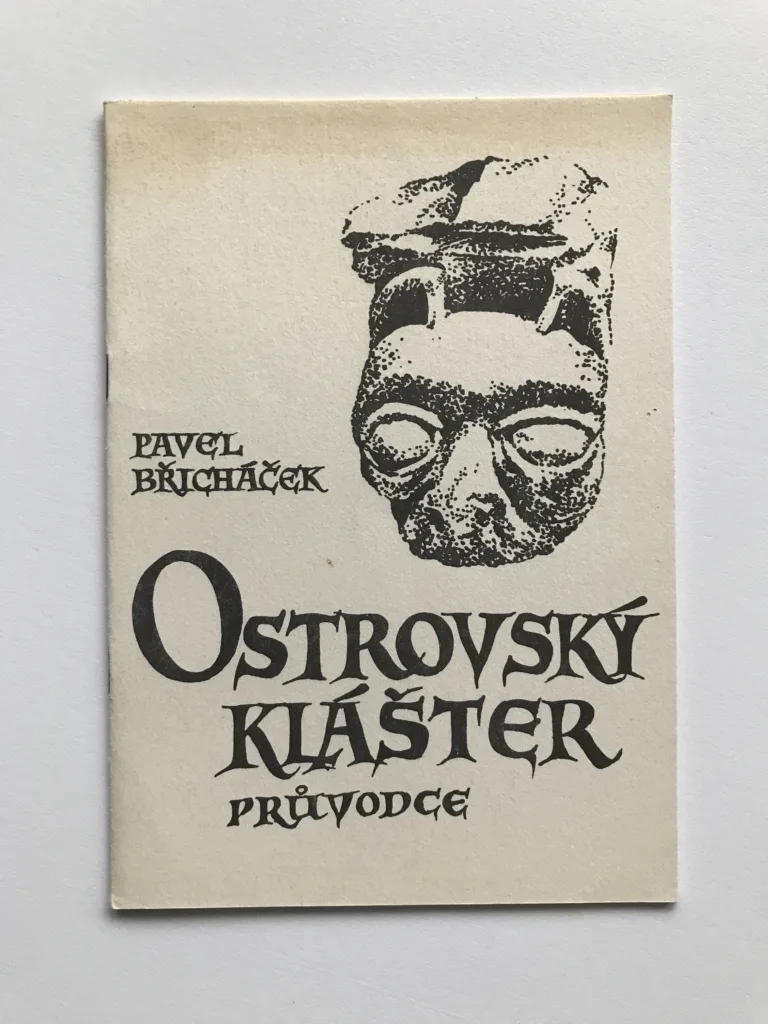 PAVEL
BŘICHÁČEK
OSTROVSKÝ
KLÁŠTER
PRŮVODCE